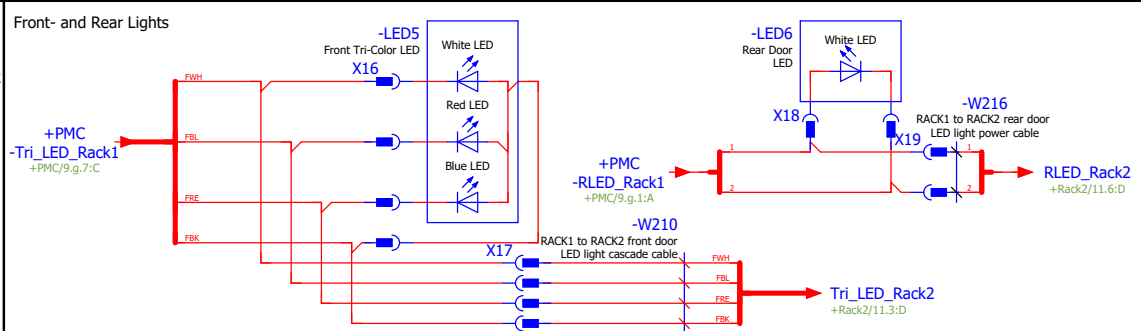 Front- and Rear Lights
-LED5
Front Tri-Color LED
X16
White LED
Red LED
Blue LED
FWH
FBL
FRE
FBK
+PMC
-Tri_LED_Rack1
+PMC/9.g.7:C
X17
-W210
RACK1 to RACK2 front door
LED light cascade cable
FWH
FBL
FRE
FBK
Tri_LED_Rack2
+Rack2/11.3:D
-LED6
Rear Door
LED
White LED
X18
X19
-W216
RACK1 to RACK2 rear door
LED light power cable
+PMC
-RLED_Rack1
+PMC/9.g.1:A
1
2
1
2
RLED_Rack2
+Rack2/11.6:D